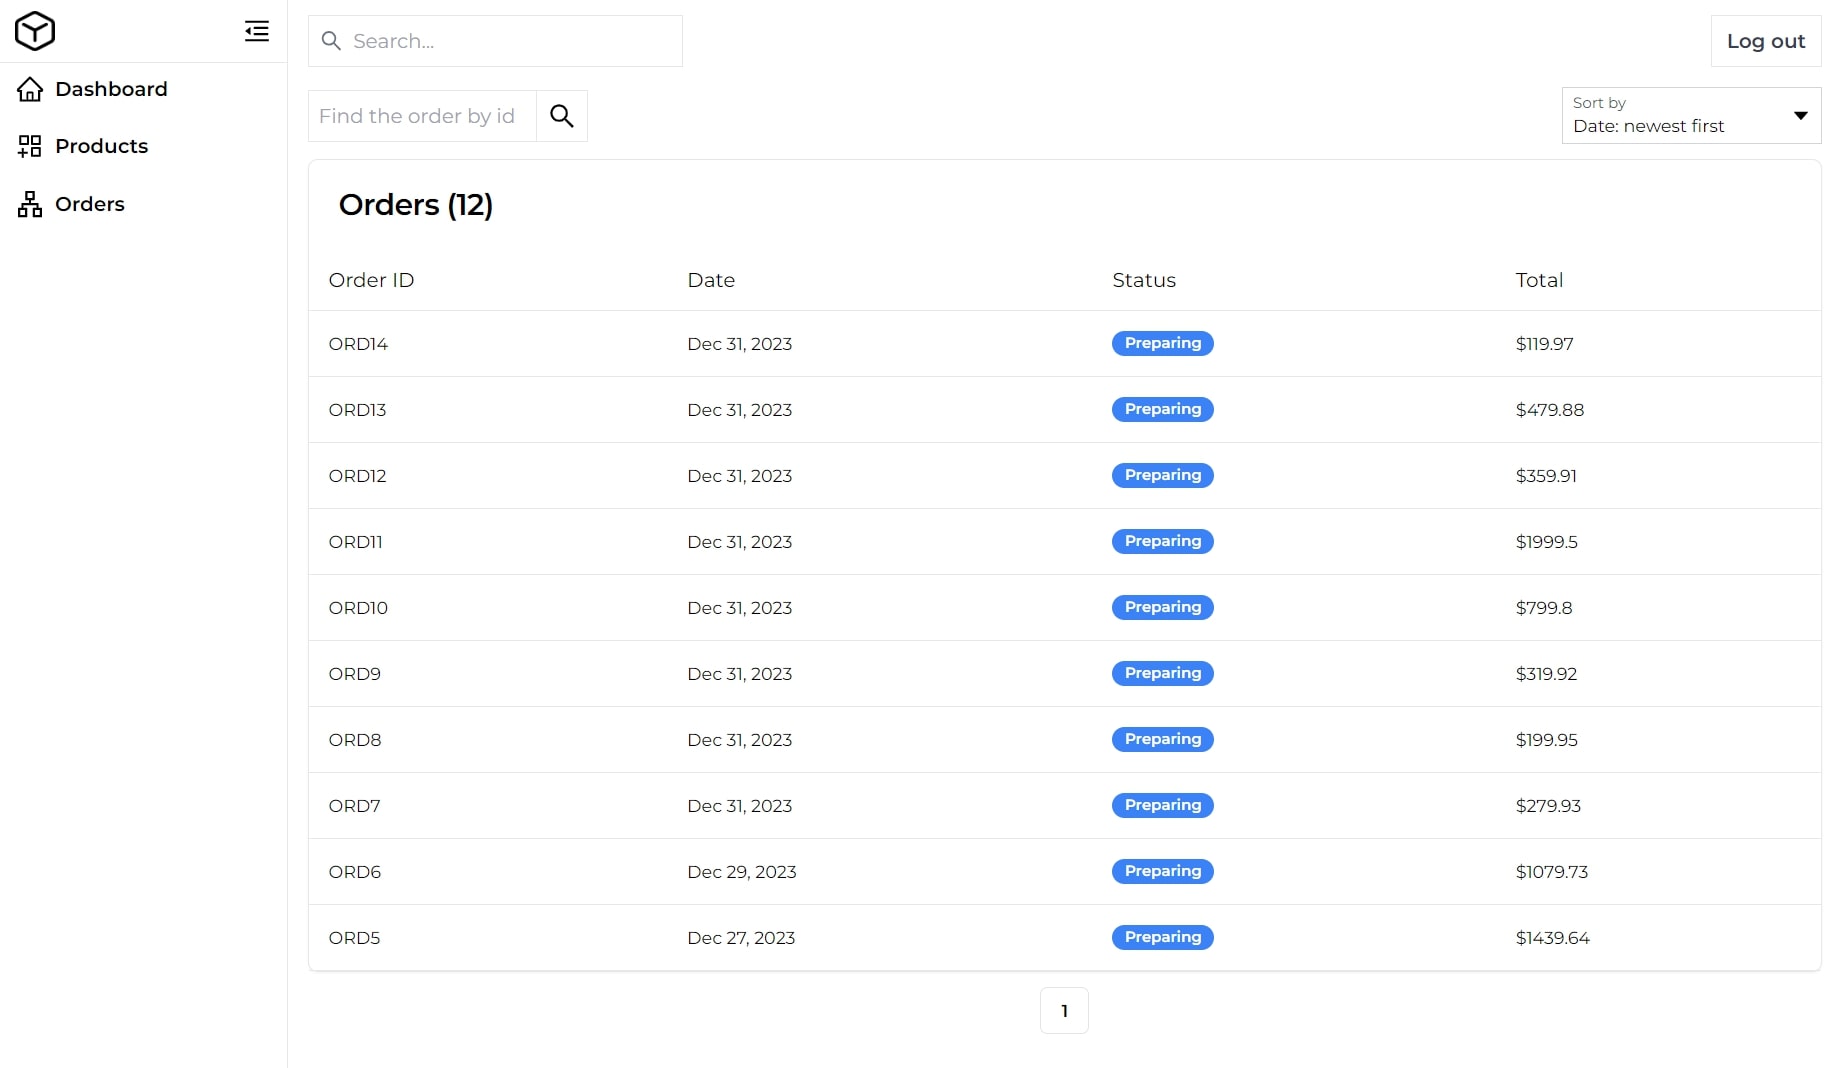 Search...
Log out
Dashboard
Products
Orders
Find the order by id
Sort by
Date: newest first
Orders (12)
Order ID Date Status Total
ORD14 Dec 31, 2023 Preparing $119.97
ORD13 Dec 31, 2023 Preparing $479.88
ORD12 Dec 31, 2023 Preparing $359.91
ORD11 Dec 31, 2023 Preparing $1999.5
ORD10 Dec 31, 2023 Preparing $799.8
ORD9 Dec 31, 2023 Preparing $319.92
ORD8 Dec 31, 2023 Preparing $199.95
ORD7 Dec 31, 2023 Preparing $279.93
ORD6 Dec 29, 2023 Preparing $1079.73
ORD5 Dec 27, 2023 Preparing $1439.64
1